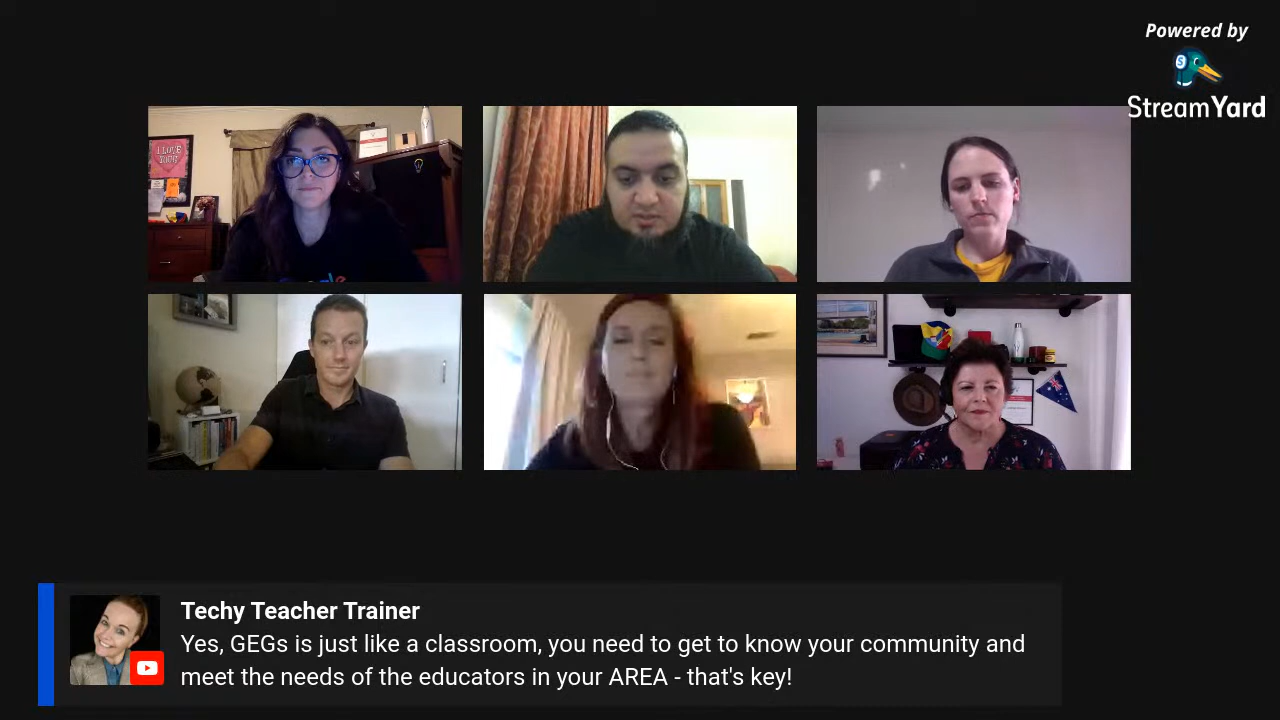 Powered by
StreamYard
I LOVE
Techy Teacher Trainer
Yes, GEGs is just like a classroom, you need to get to know your community and
meet the needs of the educators in your AREA - that's key!